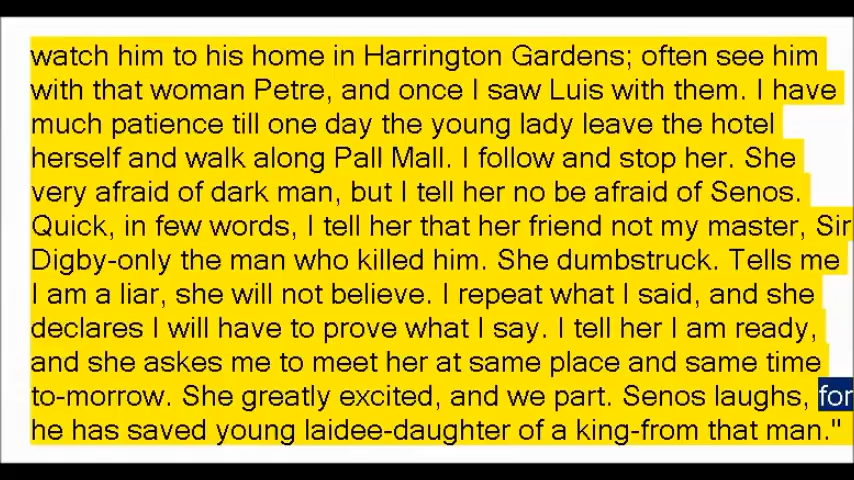 watch him to his home in Harrington Gardens; often see him
with that woman Petre, and once I saw Luis with them. I have
much patience till one day the young lady leave the hotel
herself and walk along Pall Mall. I follow and stop her. She
very afraid of dark man, but I tell her no be afraid of Senos.
Quick, in few words, I tell her that her friend not my master, Sir
Digby-only the man who killed him. She dumbstruck. Tells me
I am a liar, she will not believe. I repeat what I said, and she
declares I will have to prove what I say. I tell her I am ready,
and she askes me to meet her at same place and same time
to-morrow. She greatly excited, and we part. Senos laughs, for
he has saved young laidee-daughter of a king-from that man."